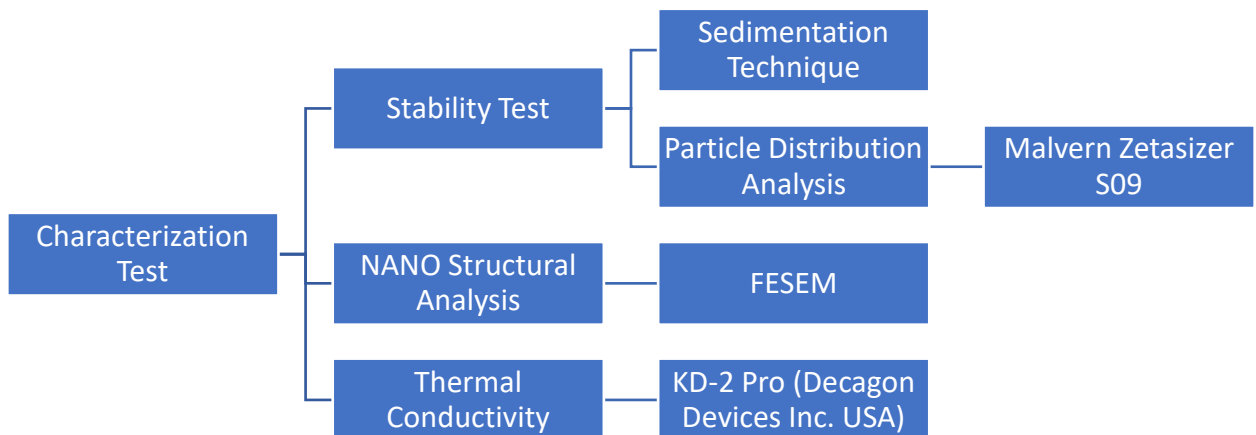 Sedimentation
Technique
Stability Test
Particle Distribution
Analysis
Malvern Zetasizer
S09
Characterization
Test
NANO Structural
Analysis
FESEM
Thermal
Conductivity
KD-2 Pro (Decagon
Devices Inc. USA)